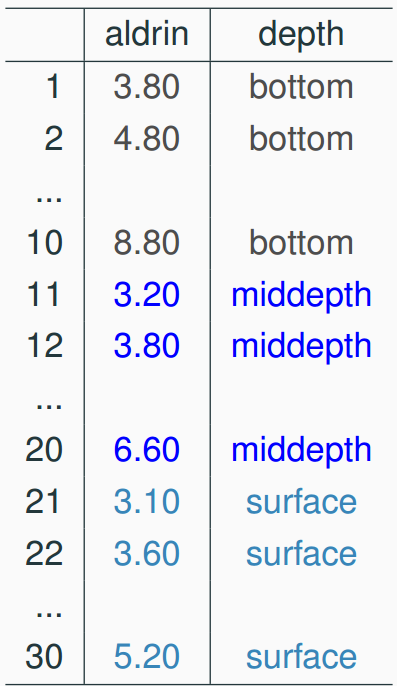 aldrin depth
1 3.80 bottom
2 4.80 bottom
...
10 8.80 bottom
11 3.20 middepth
12 3.80 middepth
...
20 6.60 middepth
21 3.10 surface
22 3.60 surface
...
30 5.20 surface